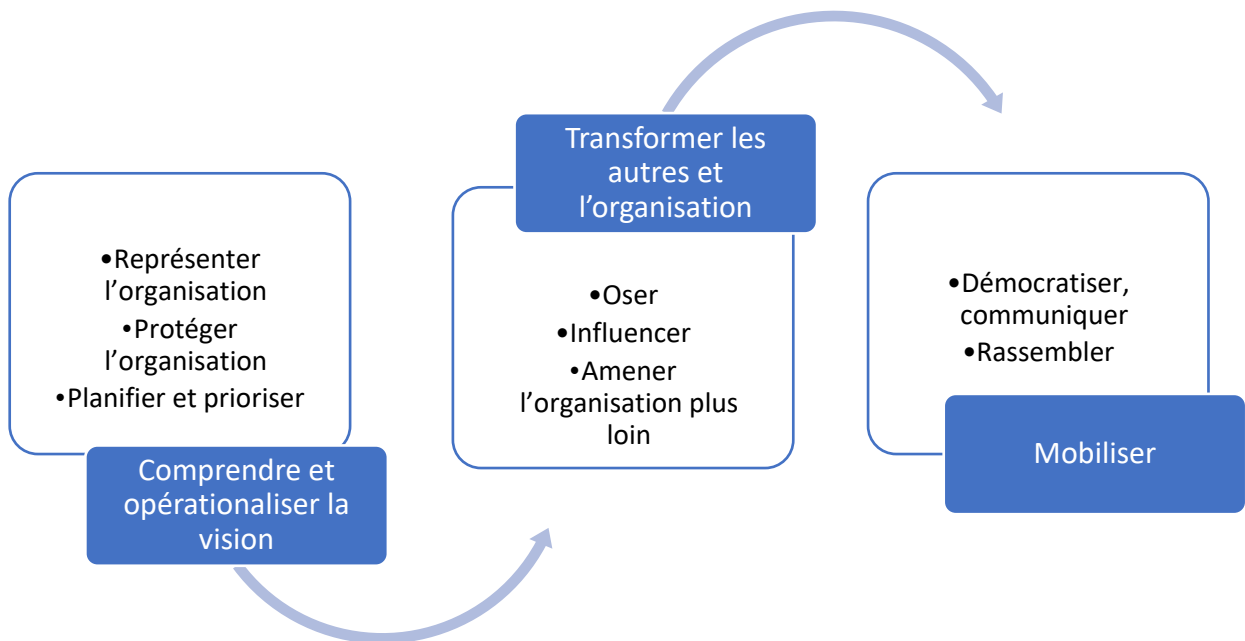 •Représenter
l’organisation
•Protéger
l’organisation
•Planifier et prioriser
Comprendre et
opérationaliser la
vision
Transformer les
autres et
l’organisation
•Oser
•Influencer
•Amener
l’organisation plus
loin
•Démocratiser,
communiquer
•Rassembler
Mobiliser